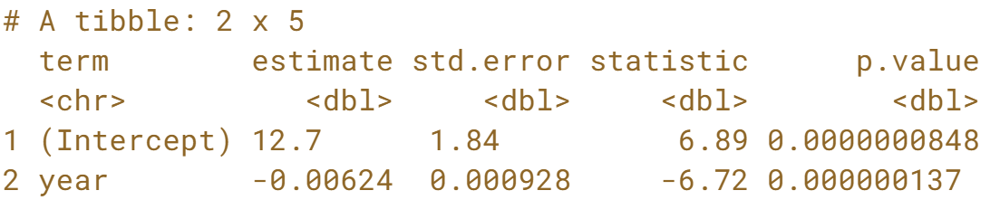 # A tibble: 2 x 5
term estimate std.error statistic p.value
<chr> <dbl> <dbl> <dbl> <dbl>
1 (Intercept) 12.7 1.84 6.89 0.0000000848
2 year -0.00624 0.000928 -6.72 0.000000137